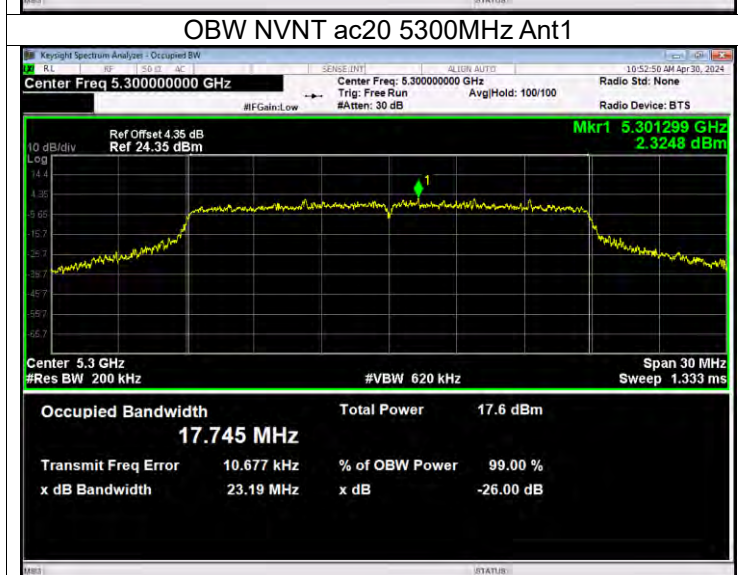 STATUS
OBW NVNT ac20 5300MHz Ant1
Keysight Spectrum Analyzer - Occupied BW
RL RF 50 Ω AC SENSE:INT ALIGN AUTO 10:52:50 AM Apr 30, 2024
Center Freq 5.300000000 GHz Center Freq: 5.300000000 GHz Radio Std: None
Trig: Free Run Avg|Hold: 100/100
#IFGain:Low #Atten: 30 dB Radio Device: BTS
Ref Offset 4.35 dB Mkr1 5.301299 GHz
10 dB/div Ref 24.35 dBm 2.3248 dBm
Log
14.4
4.35
-5.65
-15.7
-25.7
-35.7
-45.7
-55.7
-65.7
1
Center 5.3 GHz Span 30 MHz
#Res BW 200 kHz #VBW 620 kHz Sweep 1.333 ms
Occupied Bandwidth Total Power 17.6 dBm
17.745 MHz
Transmit Freq Error 10.677 kHz % of OBW Power 99.00 %
x dB Bandwidth 23.19 MHz x dB -26.00 dB
MSG STATUS